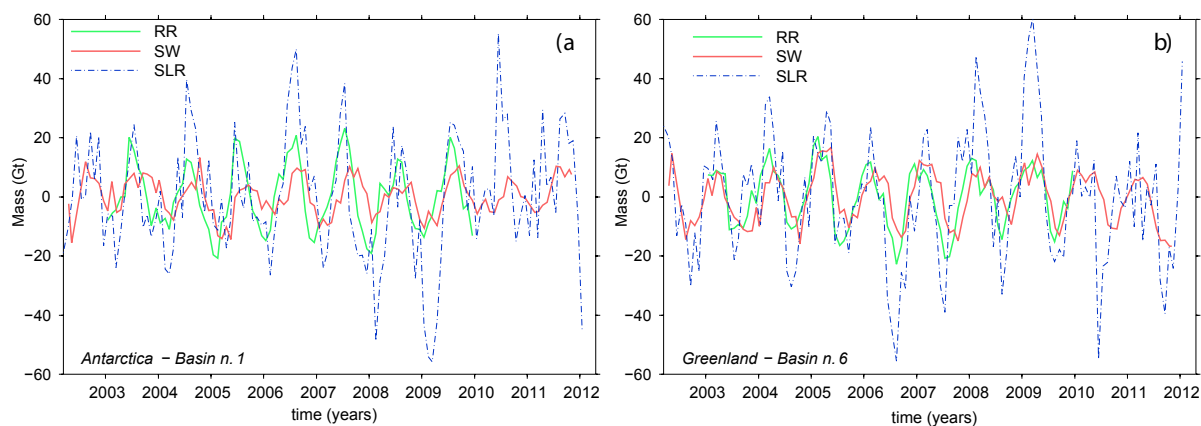 60
40
20
0
−20
−40
−60
Mass (Gt)
RR
SW
SLR
(a
Antarctica − Basin n. 1
2003 2004 2005 2006 2007 2008 2009 2010 2011 2012
time (years)
60
40
20
0
−20
−40
−60
Mass (Gt)
RR
SW
SLR
b)
Greenland − Basin n. 6
2003 2004 2005 2006 2007 2008 2009 2010 2011 2012
time (years)